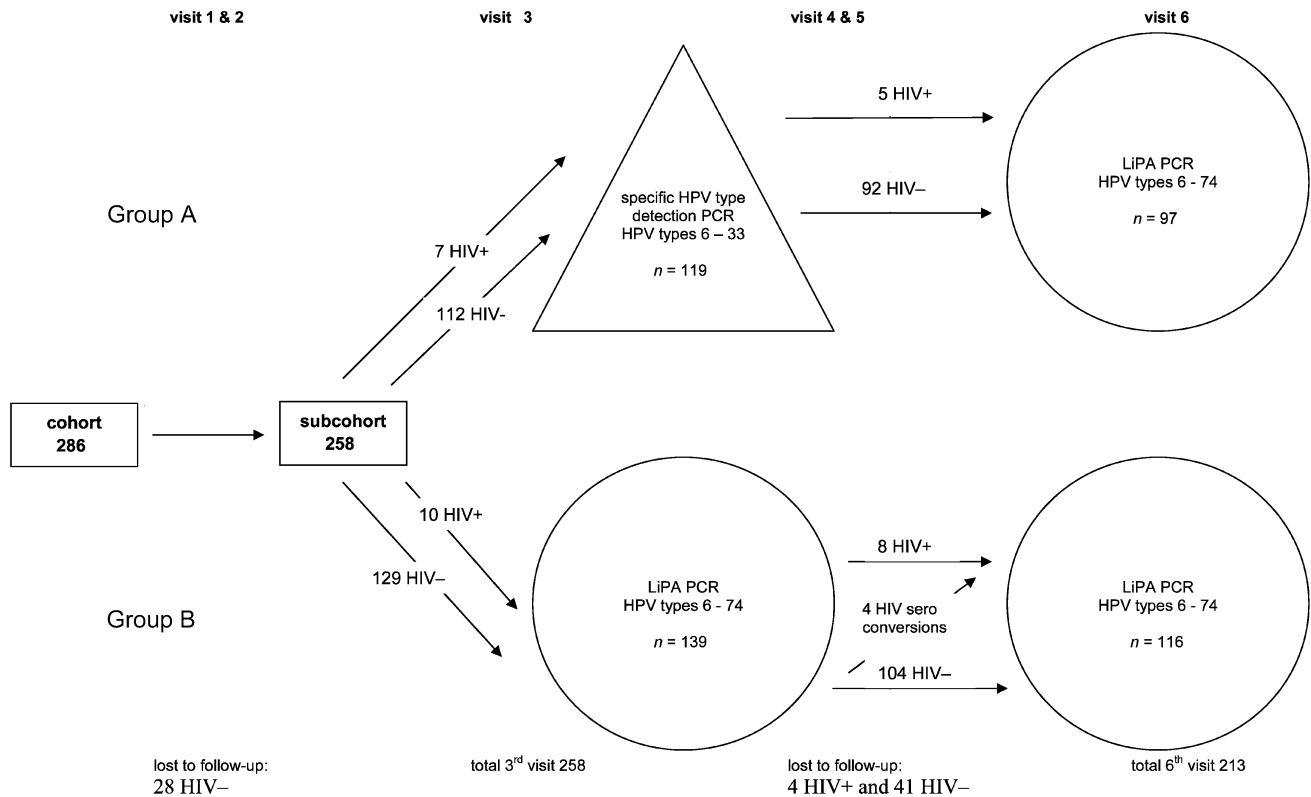 visit 1 & 2
visit 3
visit 4 & 5
visit 6
Group A
7 HIV+
112 HIV-
specific HPV type
detection PCR
HPV types 6 – 33
n = 119
5 HIV+
92 HIV–
LiPA PCR
HPV types 6 - 74
n = 97
cohort
286
subcohort
258
Group B
10 HIV+
129 HIV–
LiPA PCR
HPV types 6 - 74
n = 139
8 HIV+
4 HIV sero
conversions
104 HIV–
LiPA PCR
HPV types 6 - 74
n = 116
lost to follow-up:
28 HIV–
total 3rd visit 258
lost to follow-up:
4 HIV+ and 41 HIV–
total 6th visit 213